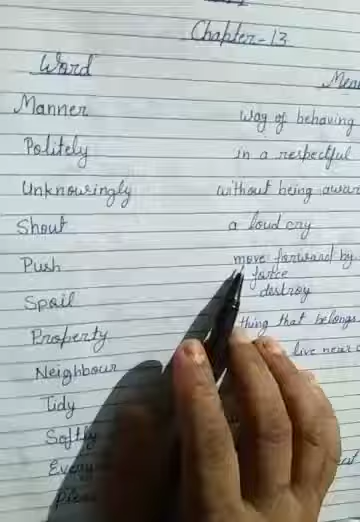 Chapter-13
Word
Manner way of behaving
Politely in a respectful
Unknowingly without being
Shout a loud cry
Push move forward by
force
Spoil destroy
Property thing that belongs
Neighbour live near
Tidy
Softly